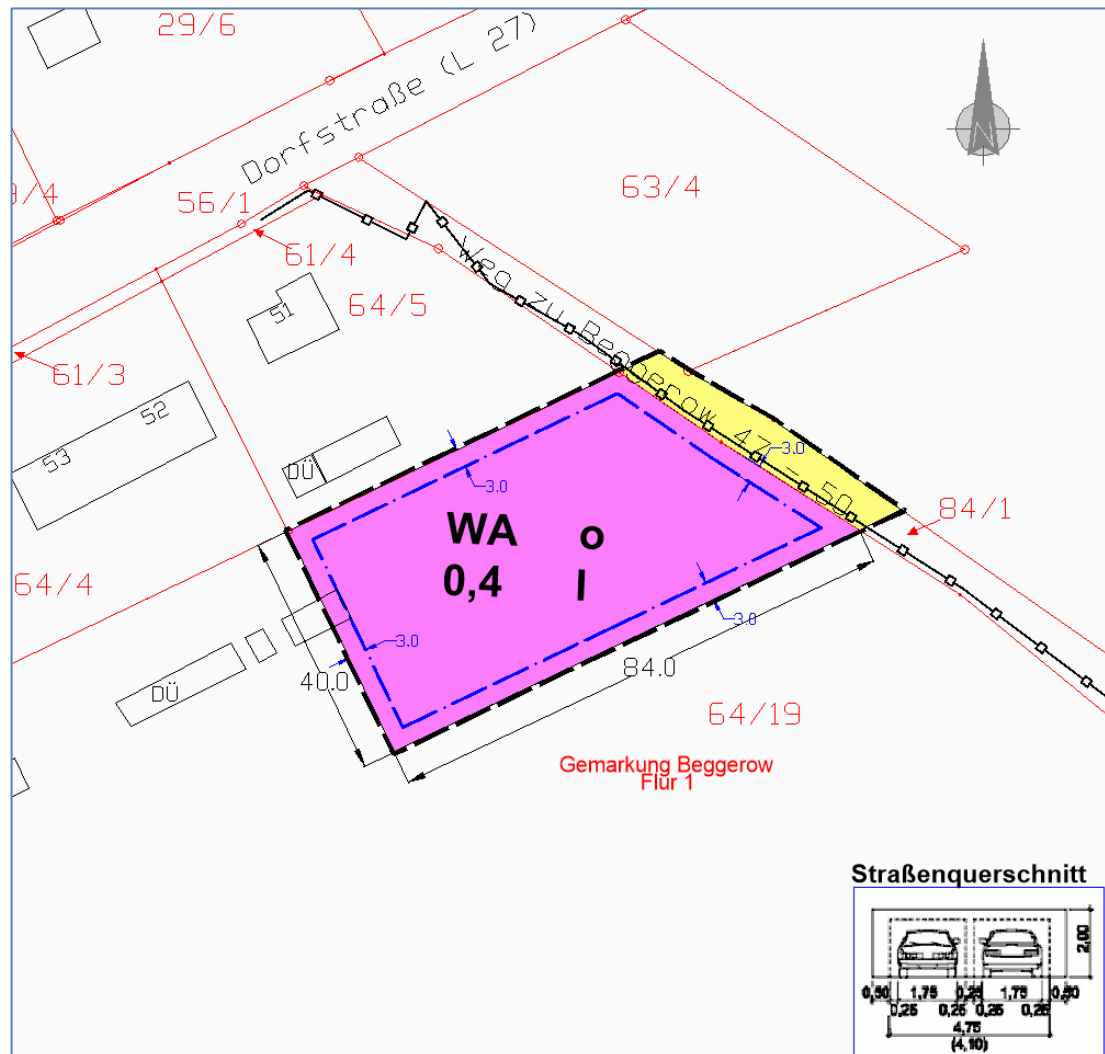 29/6
Dorfstraße (L 27)
9/4
56/1
63/4
61/4
64/5
51
Weg zu Beggerow 47 - 50
61/3
52
53
DÜ
3.0
3.0
84/1
WA o
0,4 I
64/4
3.0
3.0
40.0
84.0
DÜ
64/19
Gemarkung Beggerow
Flur 1
N
Straßenquerschnitt
2,00
0,50 1,75 0,25 1,75 0,50
0,25 0,25 0,25 0,25
4,75
(4,10)